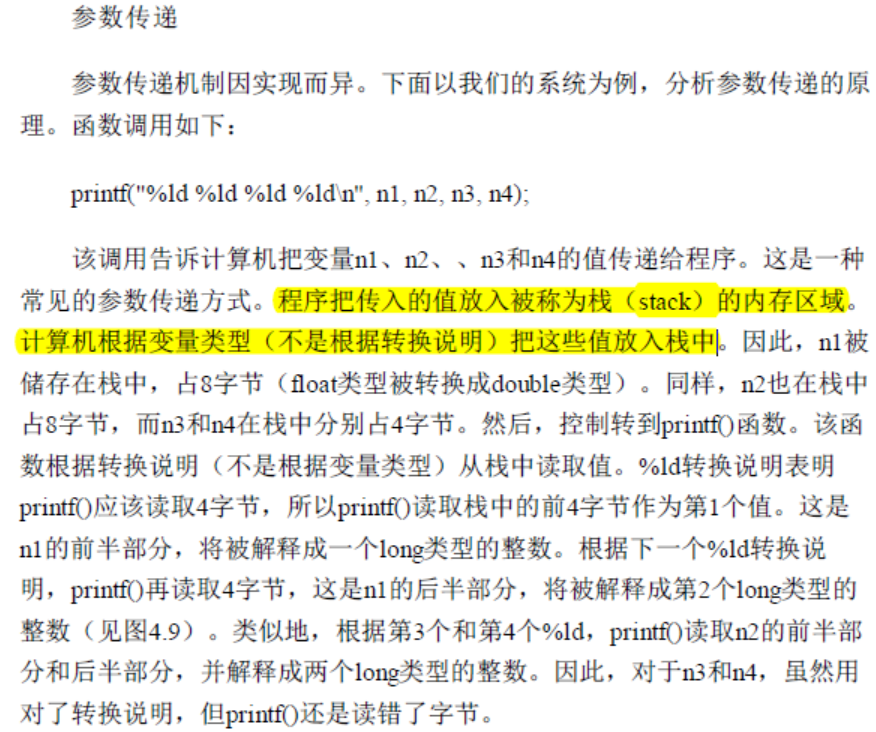 参数传递
参数传递机制因实现而异。下面以我们的系统为例，分析参数传递的原
理。函数调用如下：
printf("%ld %ld %ld %ld\n", n1, n2, n3, n4);
该调用告诉计算机把变量n1、n2、、n3和n4的值传递给程序。这是一种
常见的参数传递方式。程序把传入的值放入被称为栈（stack）的内存区域。
计算机根据变量类型（不是根据转换说明）把这些值放入栈中。因此，n1被
储存在栈中，占8字节（float类型被转换成double类型）。同样，n2也在栈中
占8字节，而n3和n4在栈中分别占4字节。然后，控制转到printf()函数。该函
数根据转换说明（不是根据变量类型）从栈中读取值。%ld转换说明表明
printf()应该读取4字节，所以printf()读取栈中的前4字节作为第1个值。这是
n1的前半部分，将被解释成一个long类型的整数。根据下一个%ld转换说
明，printf()再读取4字节，这是n1的后半部分，将被解释成第2个long类型的
整数（见图4.9）。类似地，根据第3个和第4个%ld，printf()读取n2的前半部
分和后半部分，并解释成两个long类型的整数。因此，对于n3和n4，虽然用
对了转换说明，但printf()还是读错了字节。